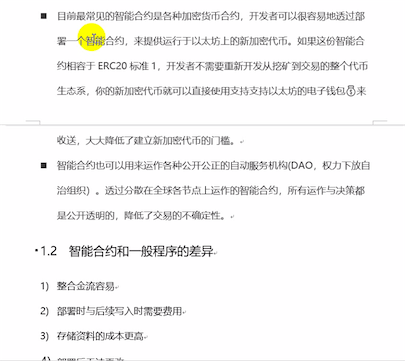 ■ 目前最常见的智能合约是各种加密货币合约，开发者可以很容易地透过部
署一个智能合约，来提供运行于以太坊上的新加密代币。如果这份智能合
约相容于 ERC20 标准 1，开发者不需要重新开发从挖矿到交易的整个代币
生态系，你的新加密代币就可以直接使用支持支持以太坊的电子钱包来
收送，大大降低了建立新加密代币的门槛。
■ 智能合约也可以用来运作各种公开公正的自动服务机构(DAO，权力下放自
治组织) 。透过分散在全球各节点上运作的智能合约，所有运作与决策都
是公开透明的，降低了交易的不确定性。
1.2 智能合约和一般程序的差异
1) 整合金流容易
2) 部署时与后续写入时需要费用
3) 存储资料的成本更高